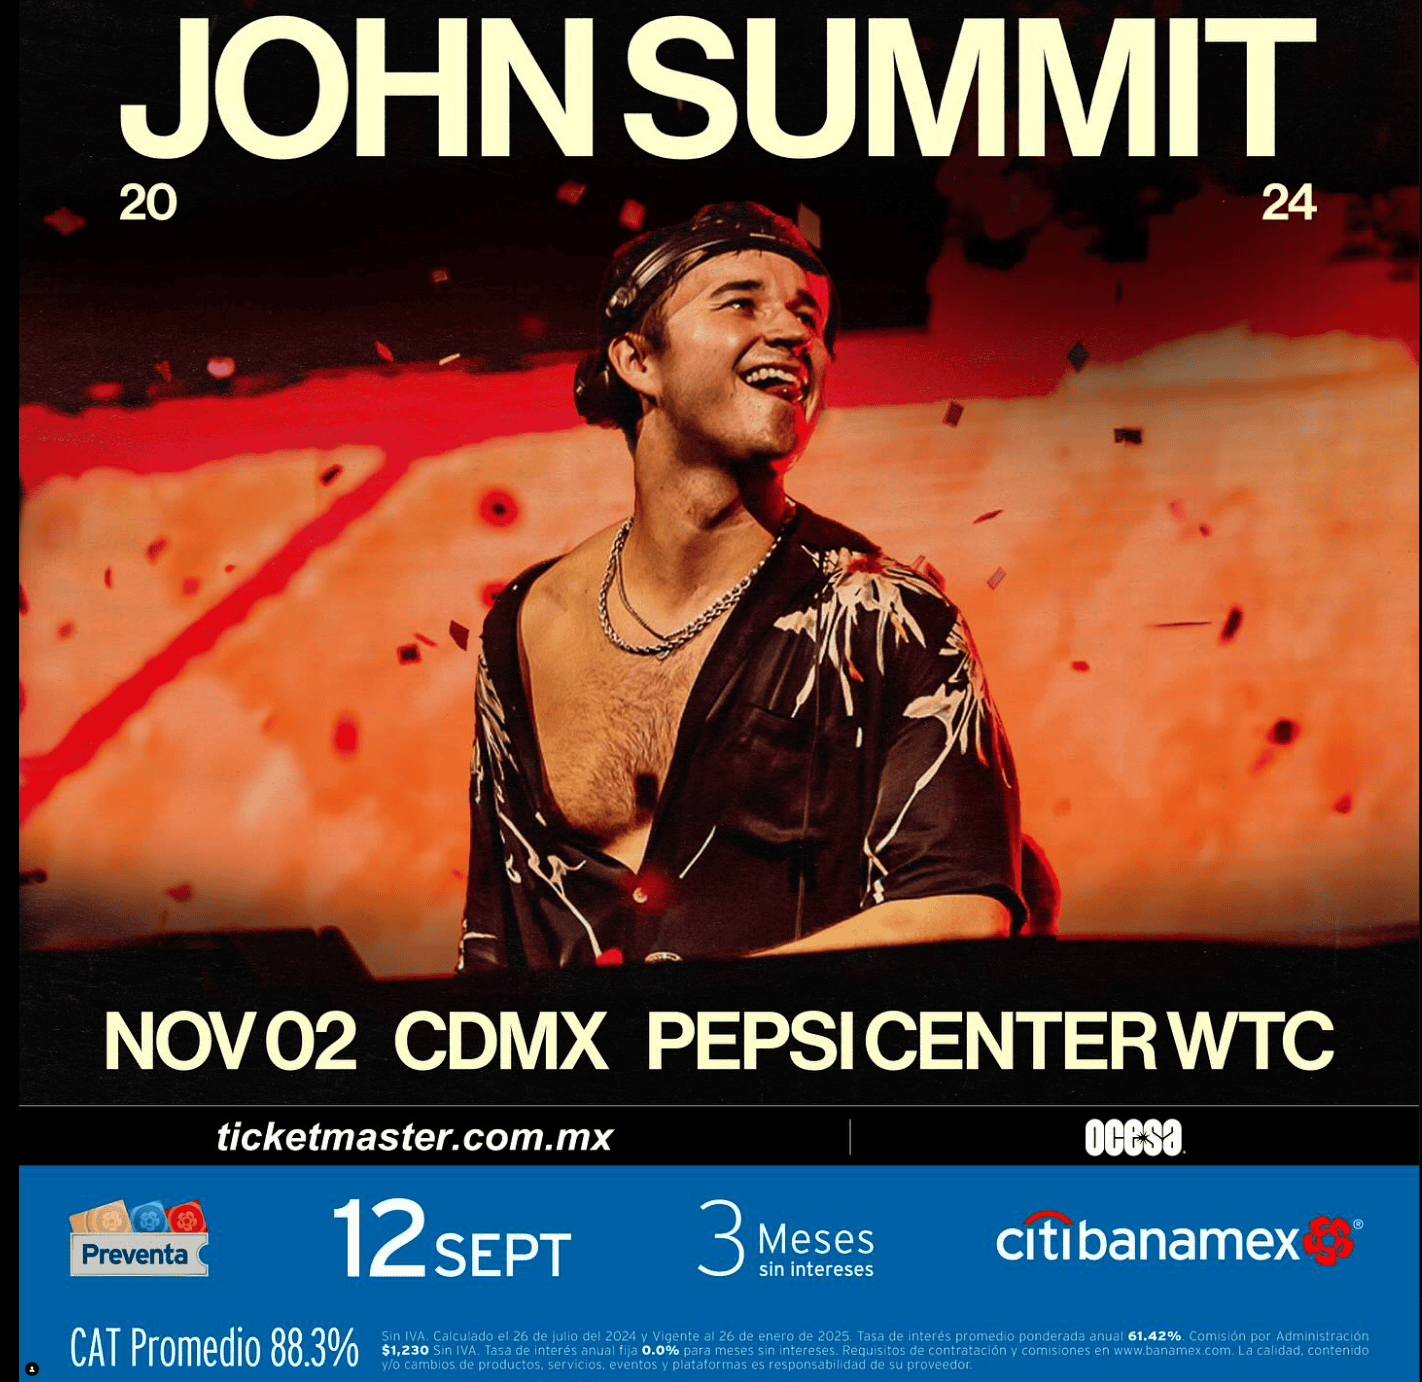 JOHN SUMMIT
20 24
NOV 02 CDMX PEPSI CENTER WTC
ticketmaster.com.mx ocesa
Preventa 12 SEPT 3 Meses sin intereses citibanamex®
CAT Promedio 88.3%
Sin IVA. Calculado el 26 de julio del 2024 y Vigente al 26 de enero de 2025. Tasa de interés promedio ponderada anual 61.42%. Comisión por Administración
$1,230 Sin IVA. Tasa de interés anual fija 0.0% para meses sin intereses. Requisitos de contratación y comisiones en www.banamex.com. La calidad, contenido
y/o cambios de productos, servicios, eventos y plataformas es responsabilidad de su proveedor.